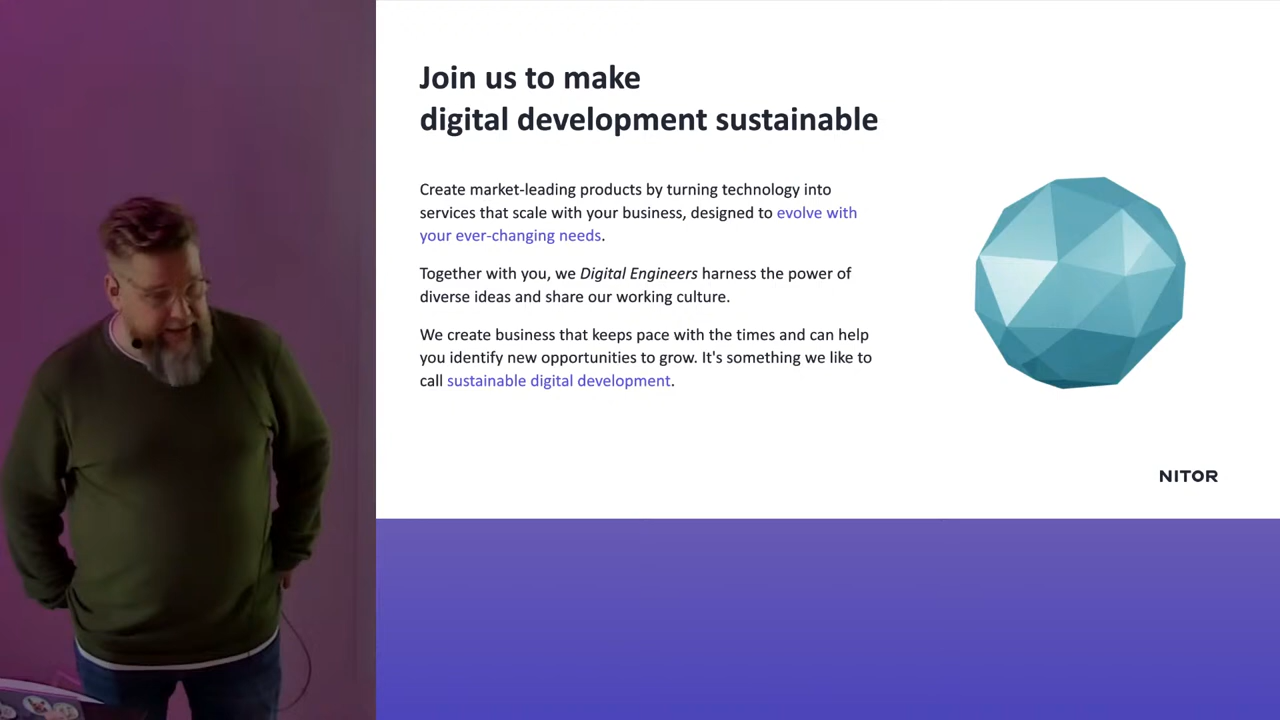 Join us to make
digital development sustainable
Create market-leading products by turning technology into
services that scale with your business, designed to evolve with
your ever-changing needs.
Together with you, we Digital Engineers harness the power of
diverse ideas and share our working culture.
We create business that keeps pace with the times and can help
you identify new opportunities to grow. It's something we like to
call sustainable digital development.
NITOR